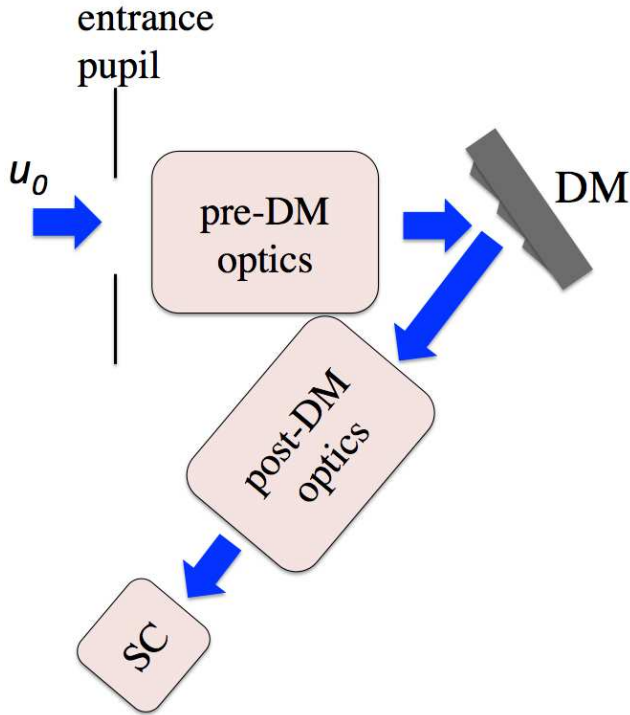 entrance
pupil
u0
pre-DM
optics
DM
post-DM
optics
SC